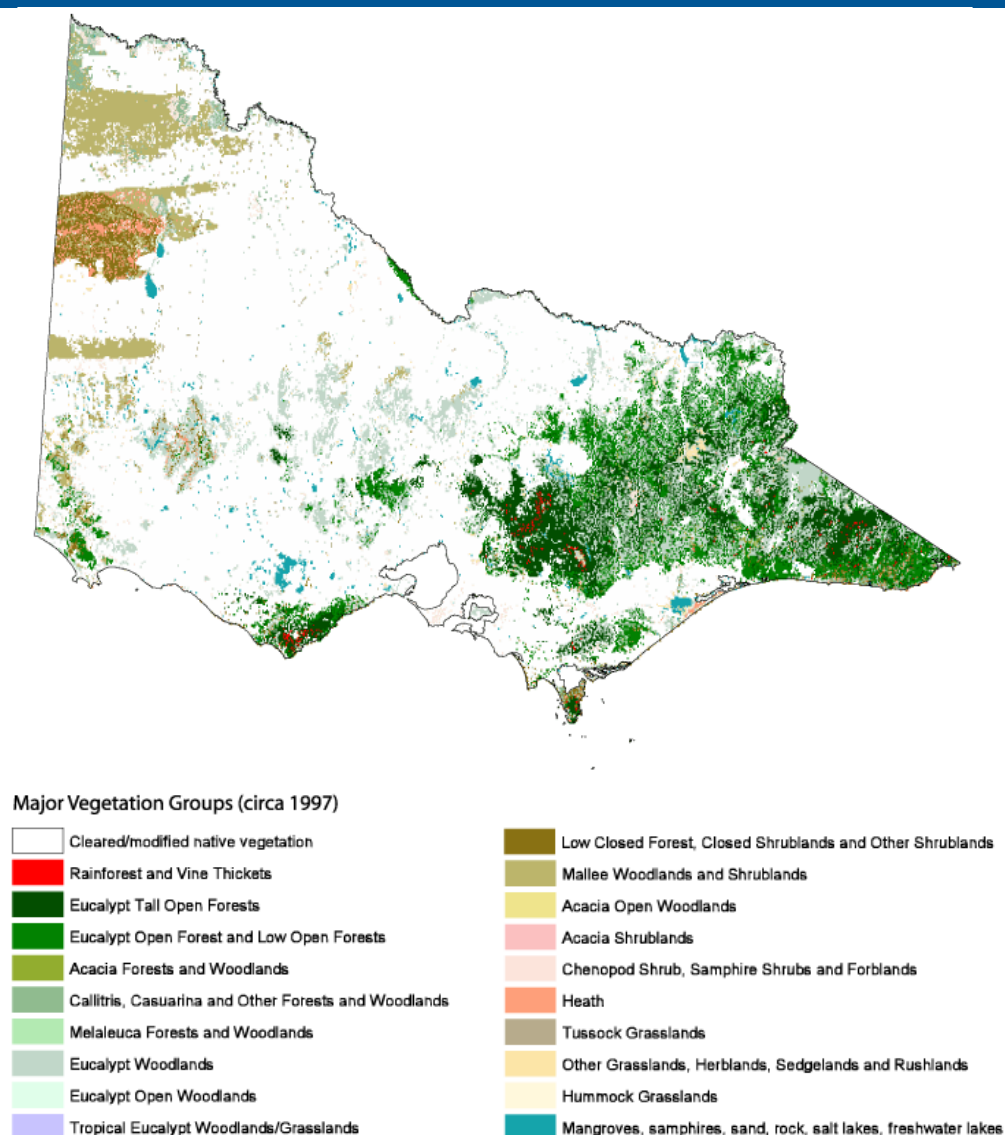 Major Vegetation Groups (circa 1997)
Cleared/modified native vegetation
Rainforest and Vine Thickets
Eucalypt Tall Open Forests
Eucalypt Open Forest and Low Open Forests
Acacia Forests and Woodlands
Callitris, Casuarina and Other Forests and Woodlands
Melaleuca Forests and Woodlands
Eucalypt Woodlands
Eucalypt Open Woodlands
Tropical Eucalypt Woodlands/Grasslands
Low Closed Forest, Closed Shrublands and Other Shrublands
Mallee Woodlands and Shrublands
Acacia Open Woodlands
Acacia Shrublands
Chenopod Shrub, Samphire Shrubs and Forblands
Heath
Tussock Grasslands
Other Grasslands, Herblands, Sedgelands and Rushlands
Hummock Grasslands
Mangroves, samphires, sand, rock, salt lakes, freshwater lakes